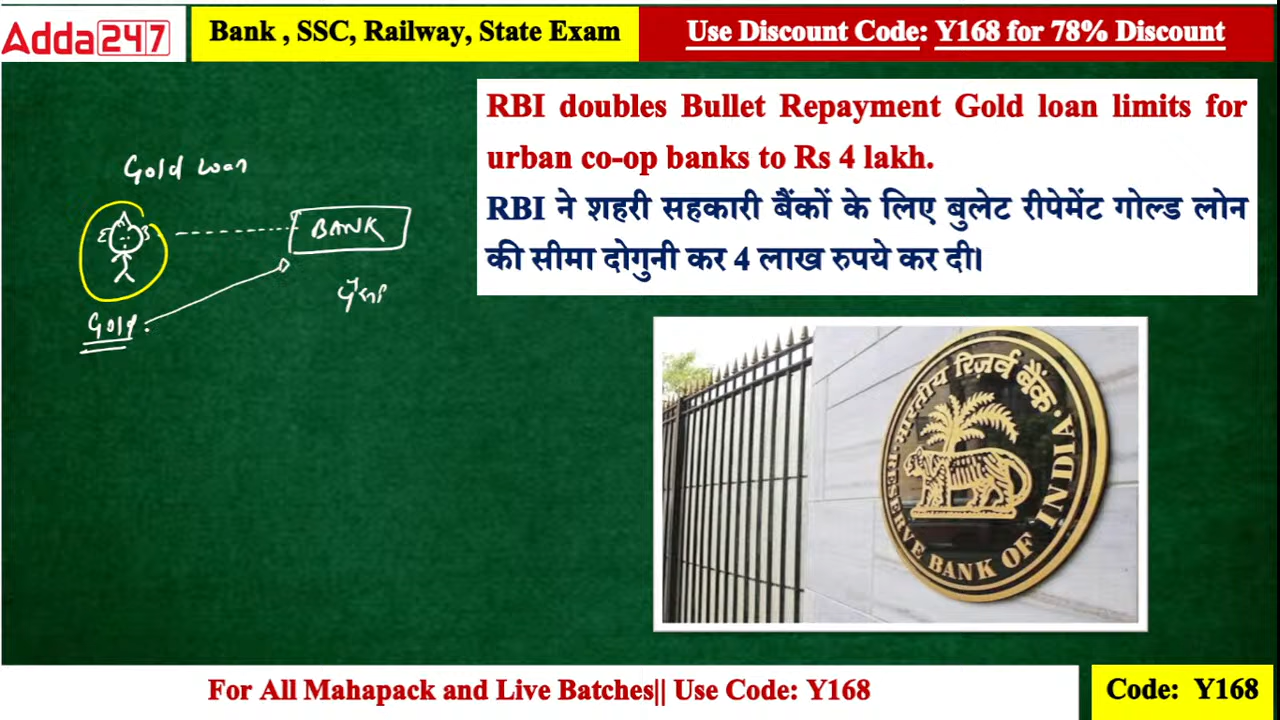 Adda247
Bank , SSC, Railway, State Exam
Use Discount Code: Y168 for 78% Discount
RBI doubles Bullet Repayment Gold loan limits for
urban co-op banks to Rs 4 lakh.
RBI ने शहरी सहकारी बैंकों के लिए बुलेट रीपेमेंट गोल्ड लोन
की सीमा दोगुनी कर 4 लाख रुपये कर दी।
Gold loan
BANK
पैसा
Gold
भारतीय रिज़र्व बैंक
RESERVE BANK OF INDIA
For All Mahapack and Live Batches|| Use Code: Y168
Code: Y168